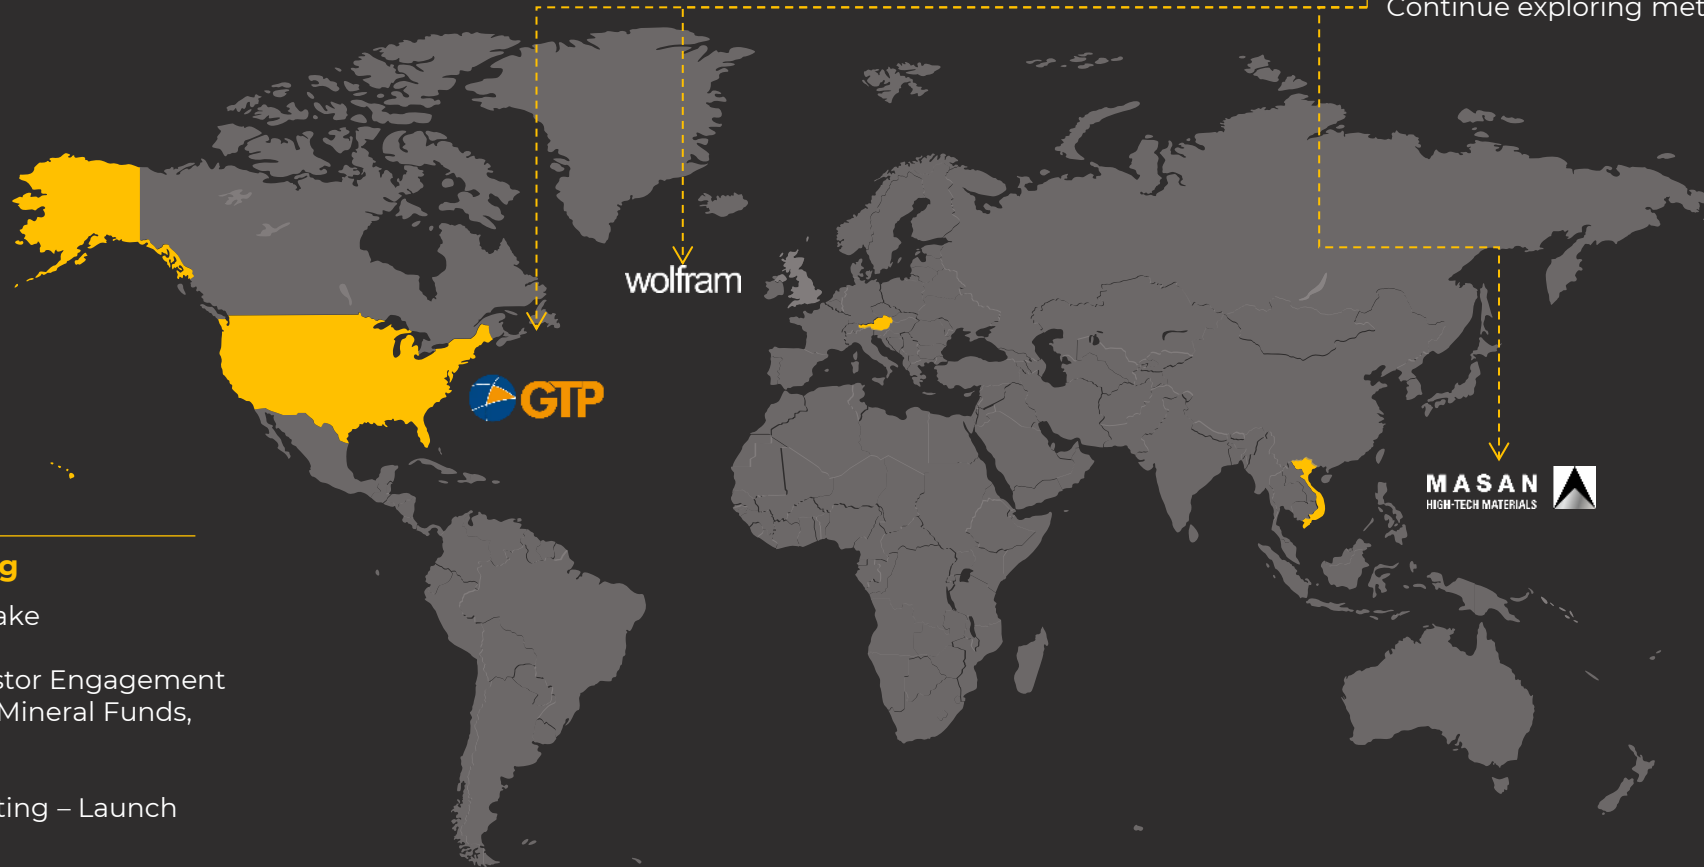 Continue exploring met
wolfram
GTP
MASAN
HIGH-TECH MATERIALS
g
ake
stor Engagement
Mineral Funds,
ting – Launch